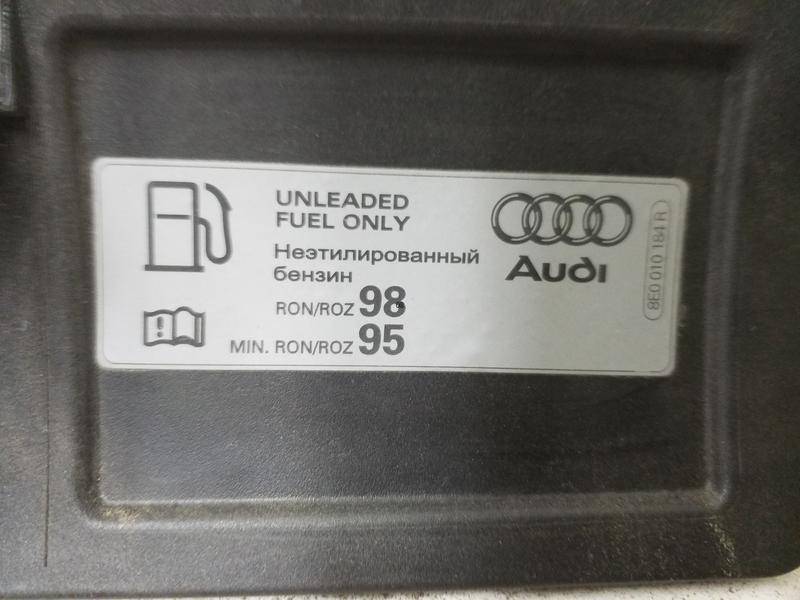 UNLEADED
FUEL ONLY
Неэтилированный
бензин
RON/ROZ 98
MIN. RON/ROZ 95
Audi
8E0 010 184 R